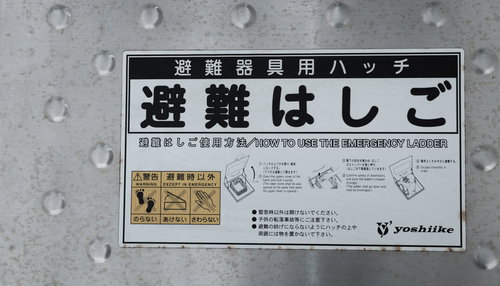 避難器具用ハッチ
避難はしご
避難はしご使用方法/HOW TO USE THE EMERGENCY LADDER
警告
WARNING
避難時以外
EXCEPT IN EMERGENCY
のらない
あけない
さわらない
●緊急時以外は開けないでください。
●子供の転落事故等にご注意下さい。
●避難の妨げにならないようにハッチの上や
周囲には物を置かないで下さい。
yoshiike